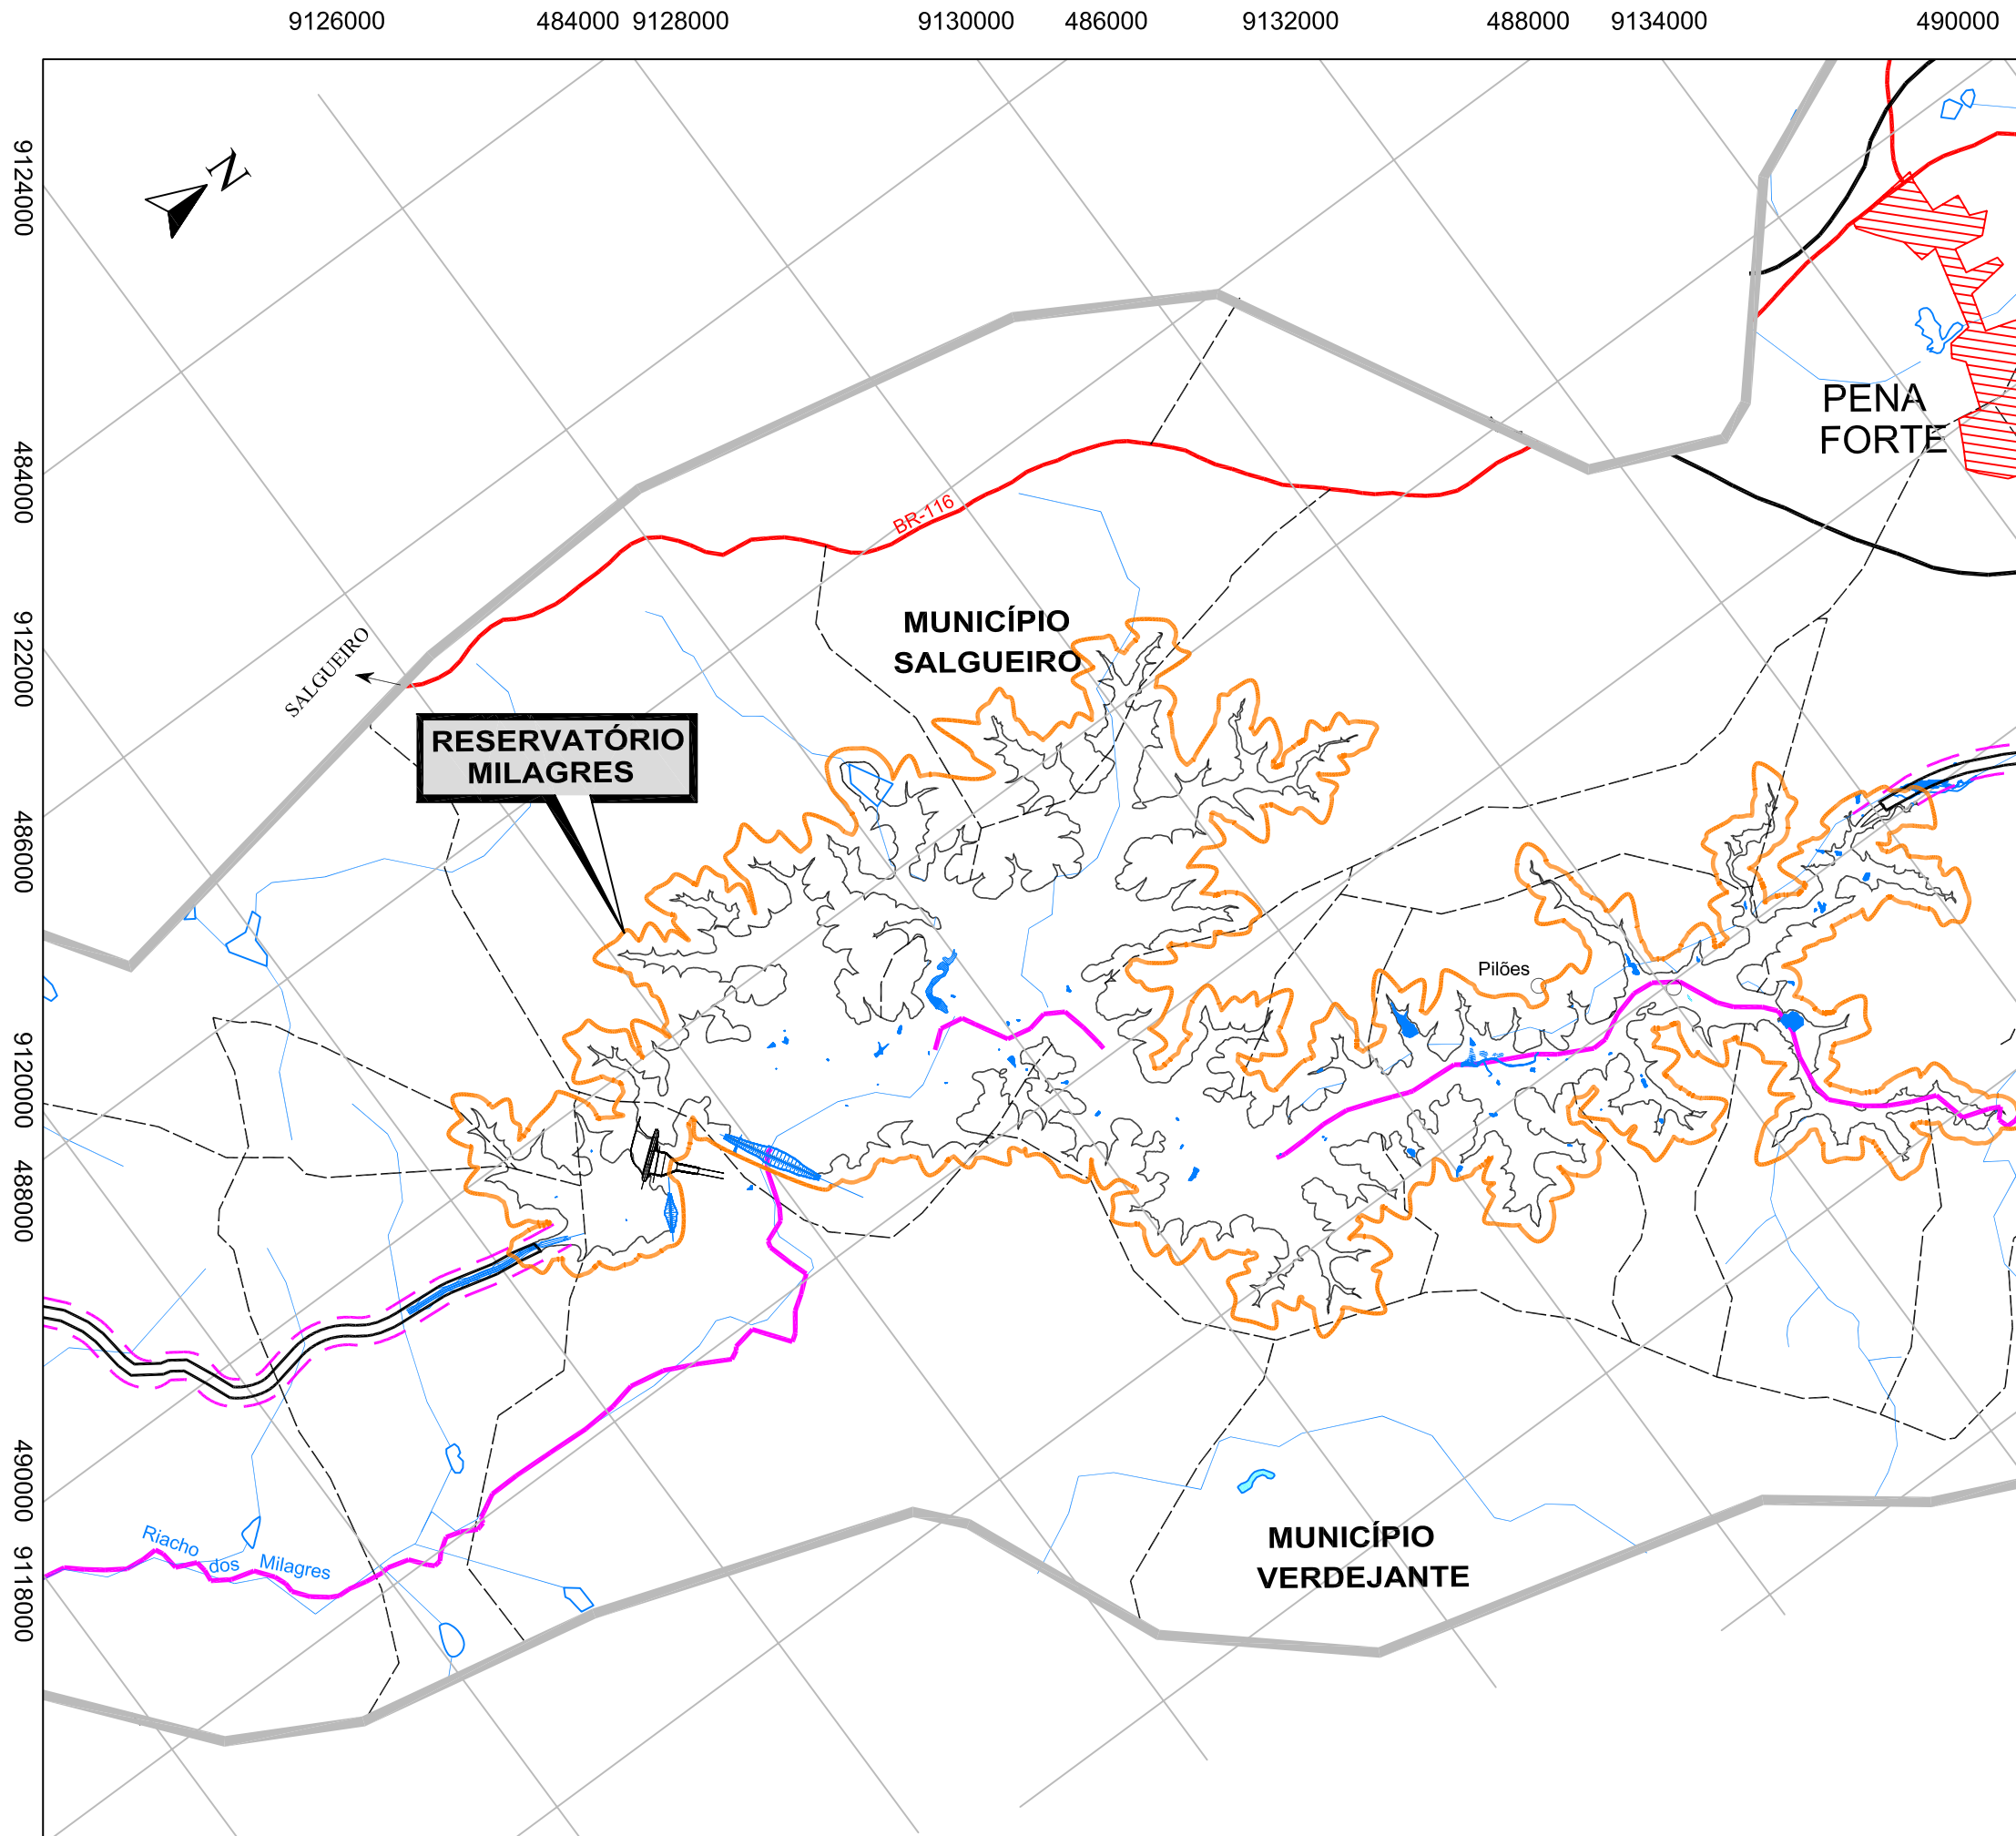 9126000
484000
9128000
9130000
486000
9132000
488000
9134000
490000
9124000
484000
9122000
486000
9120000
488000
490000
9118000
N
PENA
FORTE
BR-116
SALGUEIRO
MUNICÍPIO
SALGUEIRO
RESERVATÓRIO
MILAGRES
Pilões
Riacho dos Milagres
MUNICÍPIO
VERDEJANTE